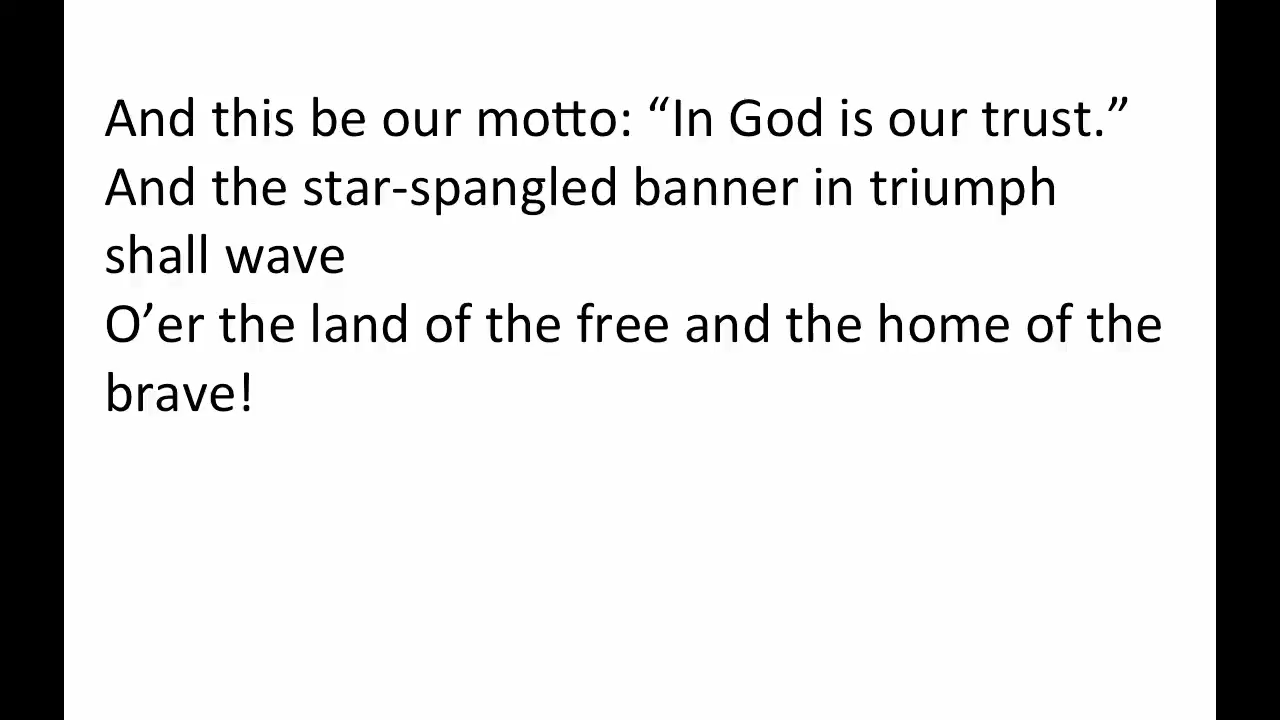 And this be our motto: “In God is our trust.”
And the star-spangled banner in triumph
shall wave
O’er the land of the free and the home of the
brave!